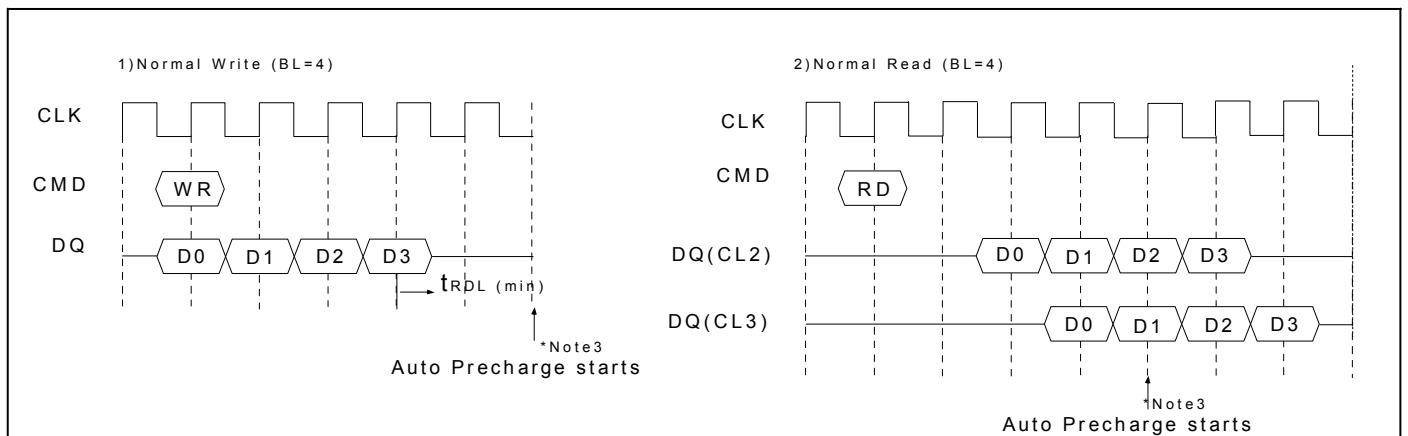 1)Normal Write (BL=4)
CLK
CMD
WR
DQ
D0 D1 D2 D3
tRDL (min)
*Note3
Auto Precharge starts
2)Normal Read (BL=4)
CLK
CMD
RD
DQ(CL2)
D0 D1 D2 D3
DQ(CL3)
D0 D1 D2 D3
*Note3
Auto Precharge starts